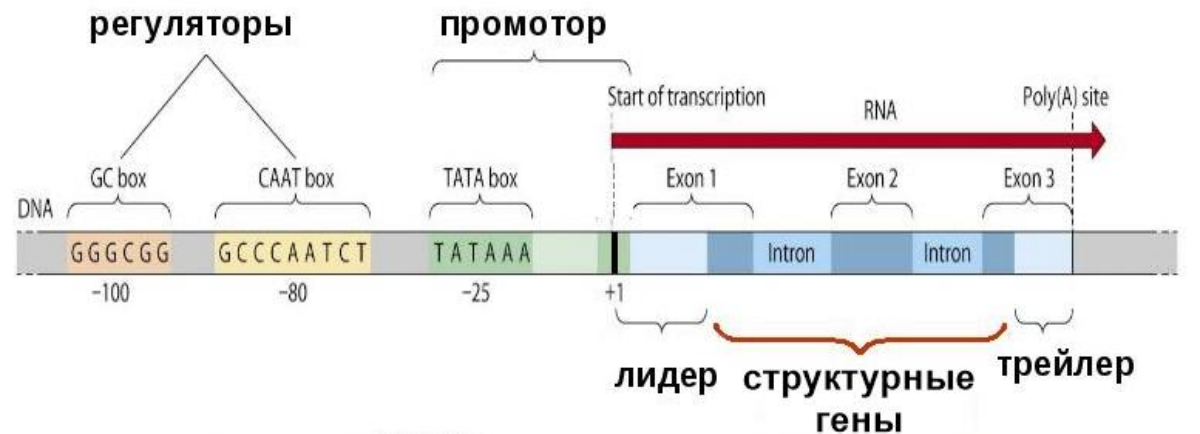 регуляторы
промотор
Start of transcription
RNA
Poly(A) site
GC box
CAAT box
TATA box
Exon 1
Exon 2
Exon 3
DNA
GGGCGG
GCCCAATCT
TATAAA
Intron
Intron
−100
−80
−25
+1
лидер
структурные
гены
трейлер